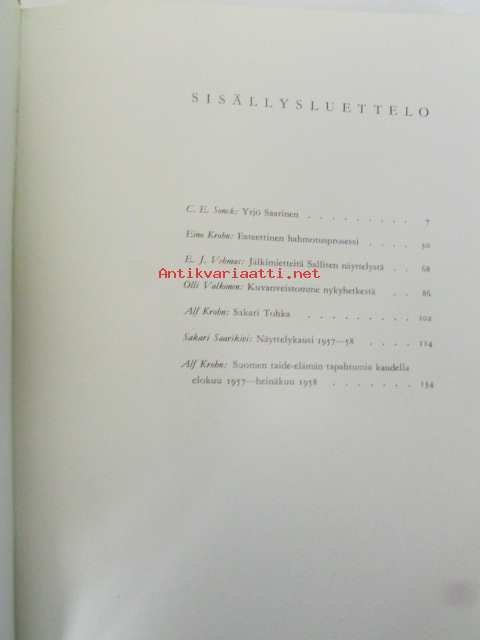 SISÄLLYSLUETTELO
C. E. Sonck: Yrjö Saarinen . . . . . . . . . 7
Eino Krohn: Esteettinen hahmotusprosessi . . . . 50
E. J. Vehmas: Jälkimietteitä Sallisen näyttelystä . . 68
Antikvariaatti.net
Olli Valkonen: Kuvanveistomme nykyhetkestä . . 86
Alf Krohn: Sakari Tohka . . . . . . . . . . 102
Sakari Saarikivi: Näyttelykausi 1957—58 . . . . . 114
Alf Krohn: Suomen taide-elämän tapahtumia kaudella
elokuu 1957—heinäkuu 1958 . . . . . . . 134